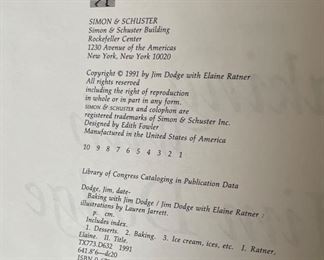 SIMON & SCHUSTER
Simon & Schuster Building
Rockefeller Center
1230 Avenue of the Americas
New York, New York 10020
Copyright © 1991 by Jim Dodge with Elaine Ratner
All rights reserved
including the right of reproduction
in whole or in part in any form.
SIMON & SCHUSTER and colophon are
registered trademarks of Simon & Schuster Inc.
Designed by Edith Fowler
Manufactured in the United States of America
10 9 8 7 6 5 4 3 2 1
Library of Congress Cataloging in Publication Data
Dodge, Jim, date-
Baking with Jim Dodge / Jim Dodge with Elaine Ratner ;
illustrations by Lauren Jarrett.
p. cm.
Includes index.
1. Desserts. 2. Baking. 3. Ice cream, ices, etc. I. Ratner,
Elaine. II. Title.
TX773.D632 1991
641.8'6—dc20